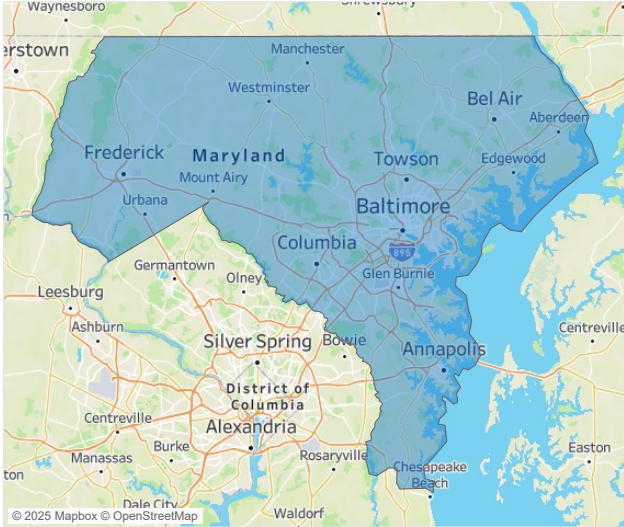 Waynesboro
Shrewsbury
erstown
Manchester
Westminster
Bel Air
Aberdeen
Frederick
Maryland
Towson
Edgewood
Mount Airy
Urbana
Baltimore
Columbia
895
Germantown
Glen Burnie
Olney
Leesburg
Ashburn
Centreville
Silver Spring
Bowie
Annapolis
District of
Columbia
Centreville
Alexandria
Burke
Rosaryville
Easton
Manassas
Chesapeake
Beach
ton
Dale City
Waldorf
© 2025 Mapbox © OpenStreetMap